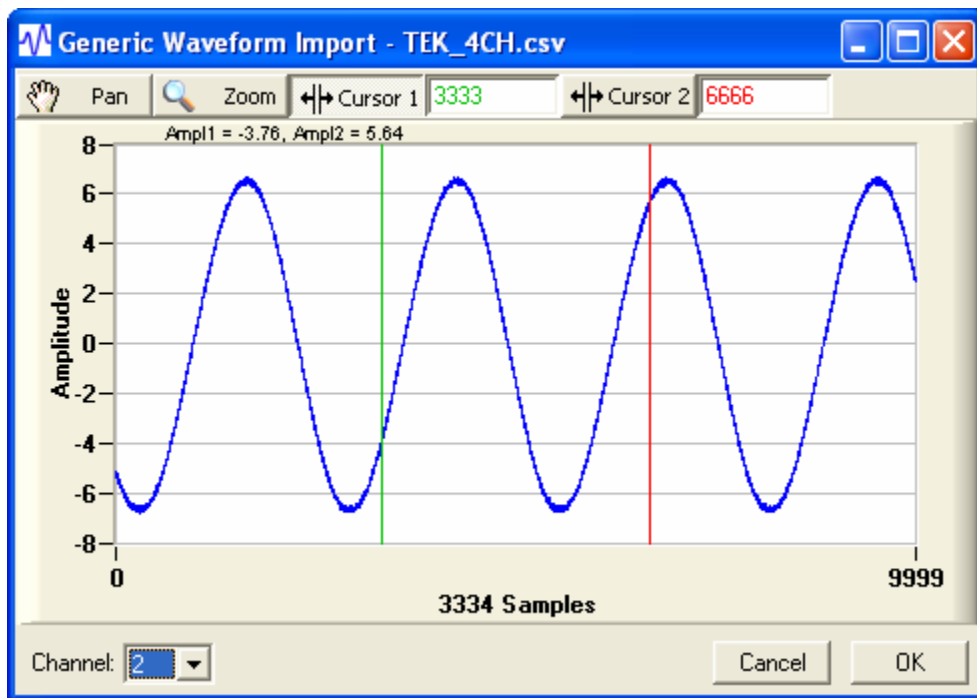 Generic Waveform Import - TEK_4CH.csv
Pan Zoom Cursor 1 3333 Cursor 2 6666
Ampl1 = -3.76, Ampl2 = 5.64
8
6
4
2
0
-2
-4
-6
-8
Amplitude
0 9999
3334 Samples
Channel: 2 Cancel OK